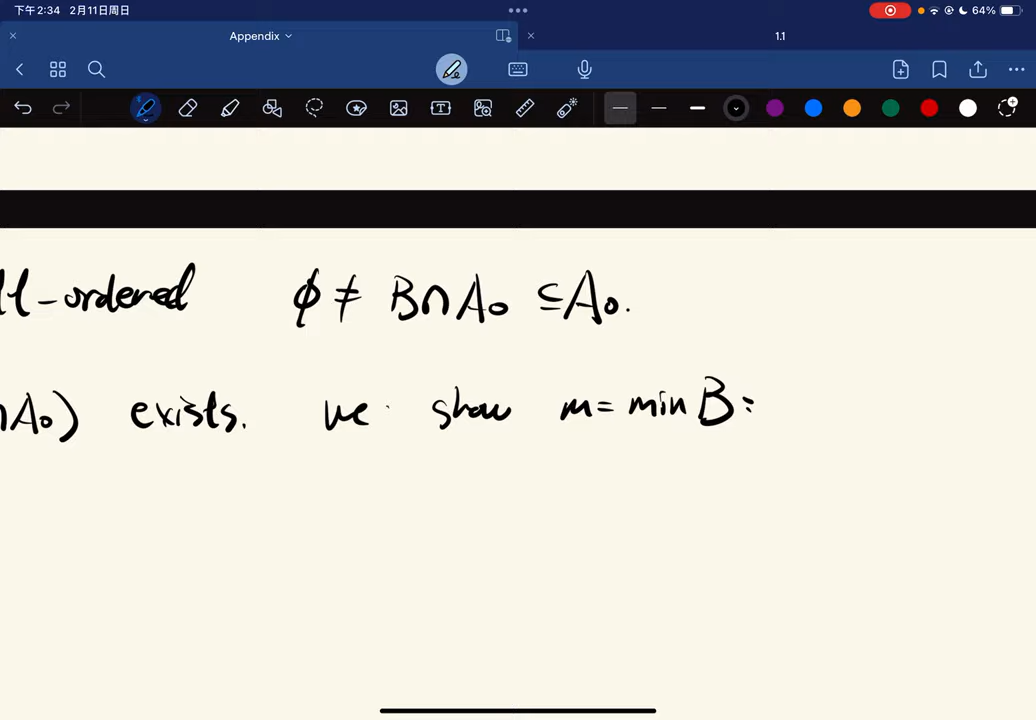 下午2:34 2月11日周日
64%
Appendix
1.1
ll-ordered ϕ ≠ B∩A₀ ⊆ A₀.
∩A₀) exists. we show m = min B: